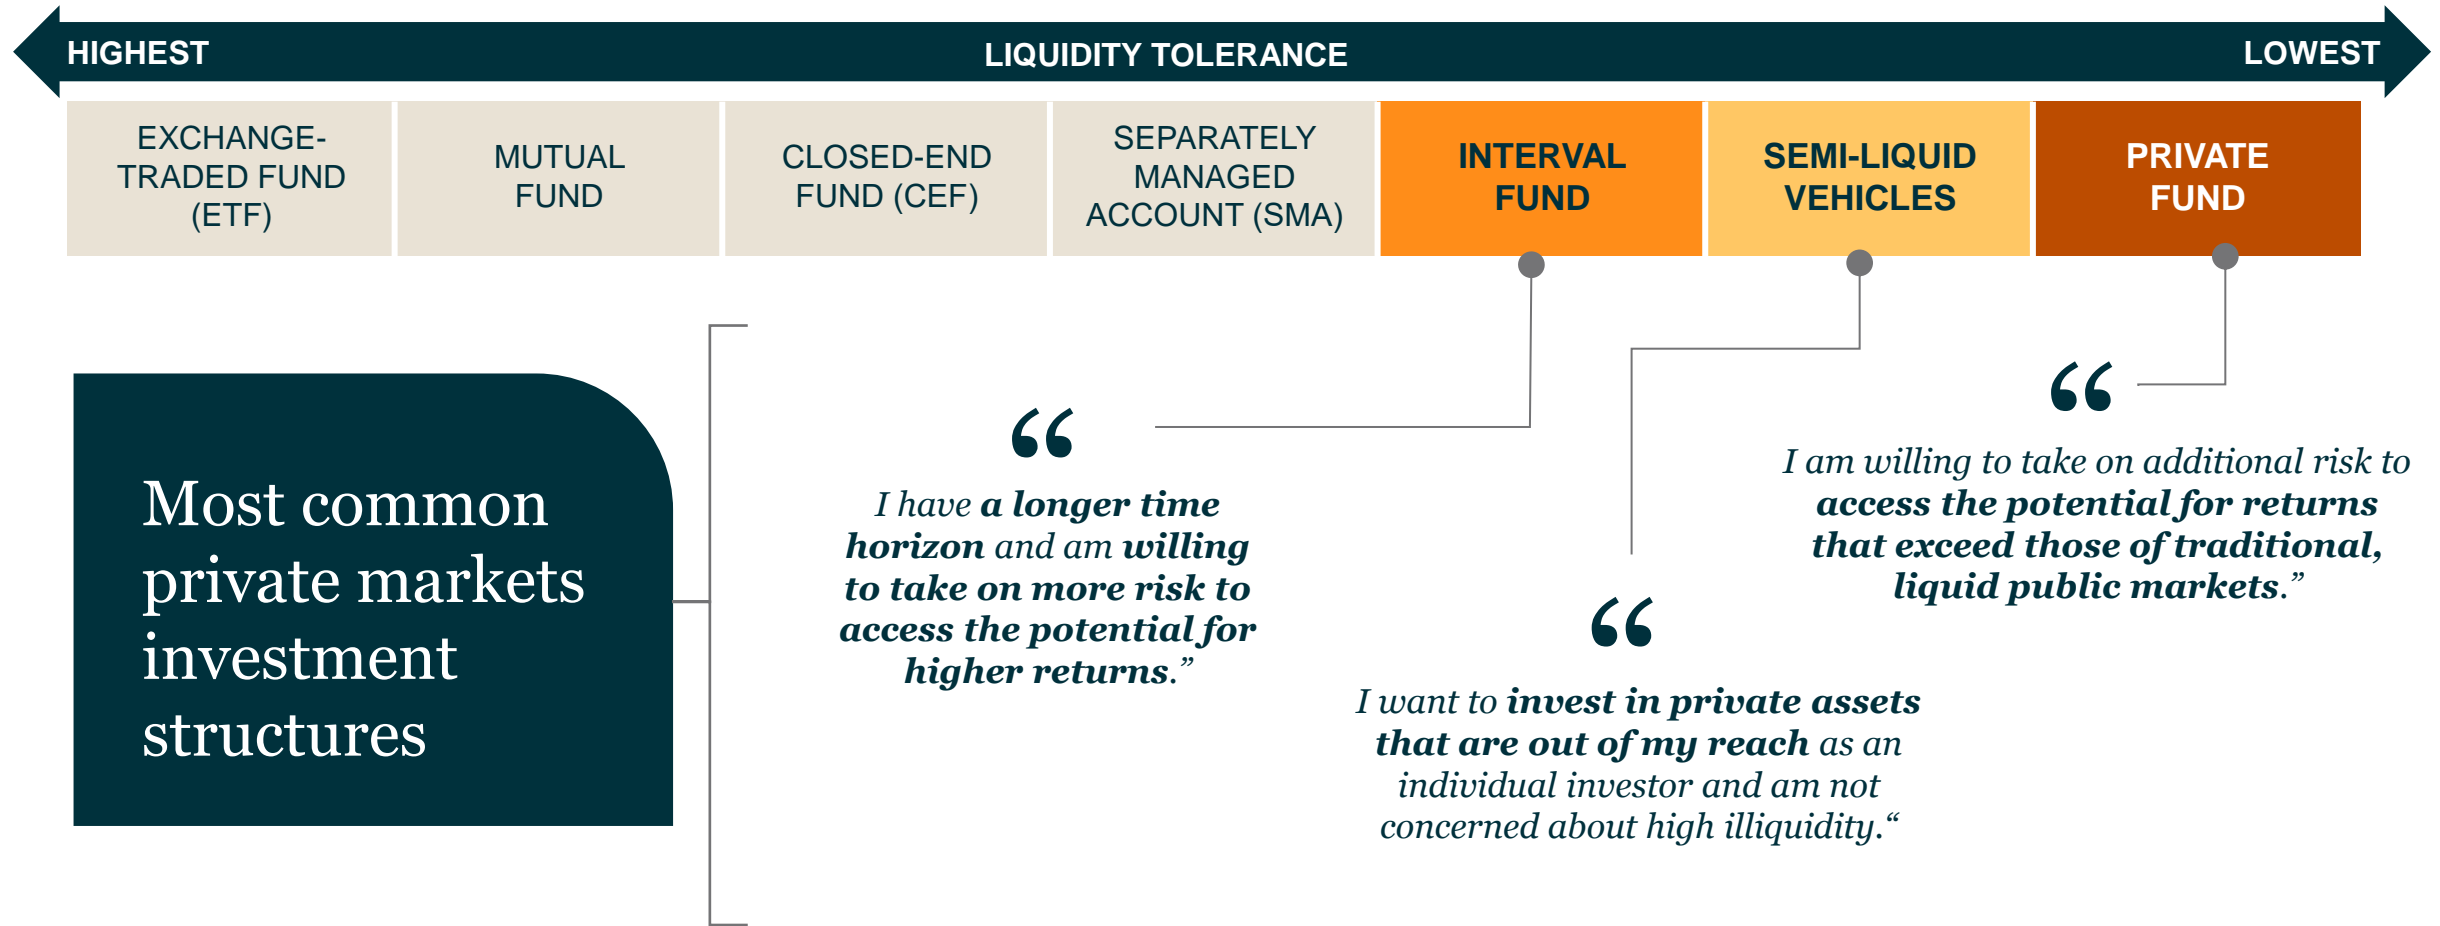 HIGHEST
LIQUIDITY TOLERANCE
LOWEST
EXCHANGE-
TRADED FUND
(ETF)
MUTUAL
FUND
CLOSED-END
FUND (CEF)
SEPARATELY
MANAGED
ACCOUNT (SMA)
INTERVAL
FUND
SEMI-LIQUID
VEHICLES
PRIVATE
FUND
Most common
private markets
investment
structures
“
I have a longer time
horizon and am willing
to take on more risk to
access the potential for
higher returns.”
“
I want to invest in private assets
that are out of my reach as an
individual investor and am not
concerned about high illiquidity.“
“
I am willing to take on additional risk to
access the potential for returns
that exceed those of traditional,
liquid public markets.”